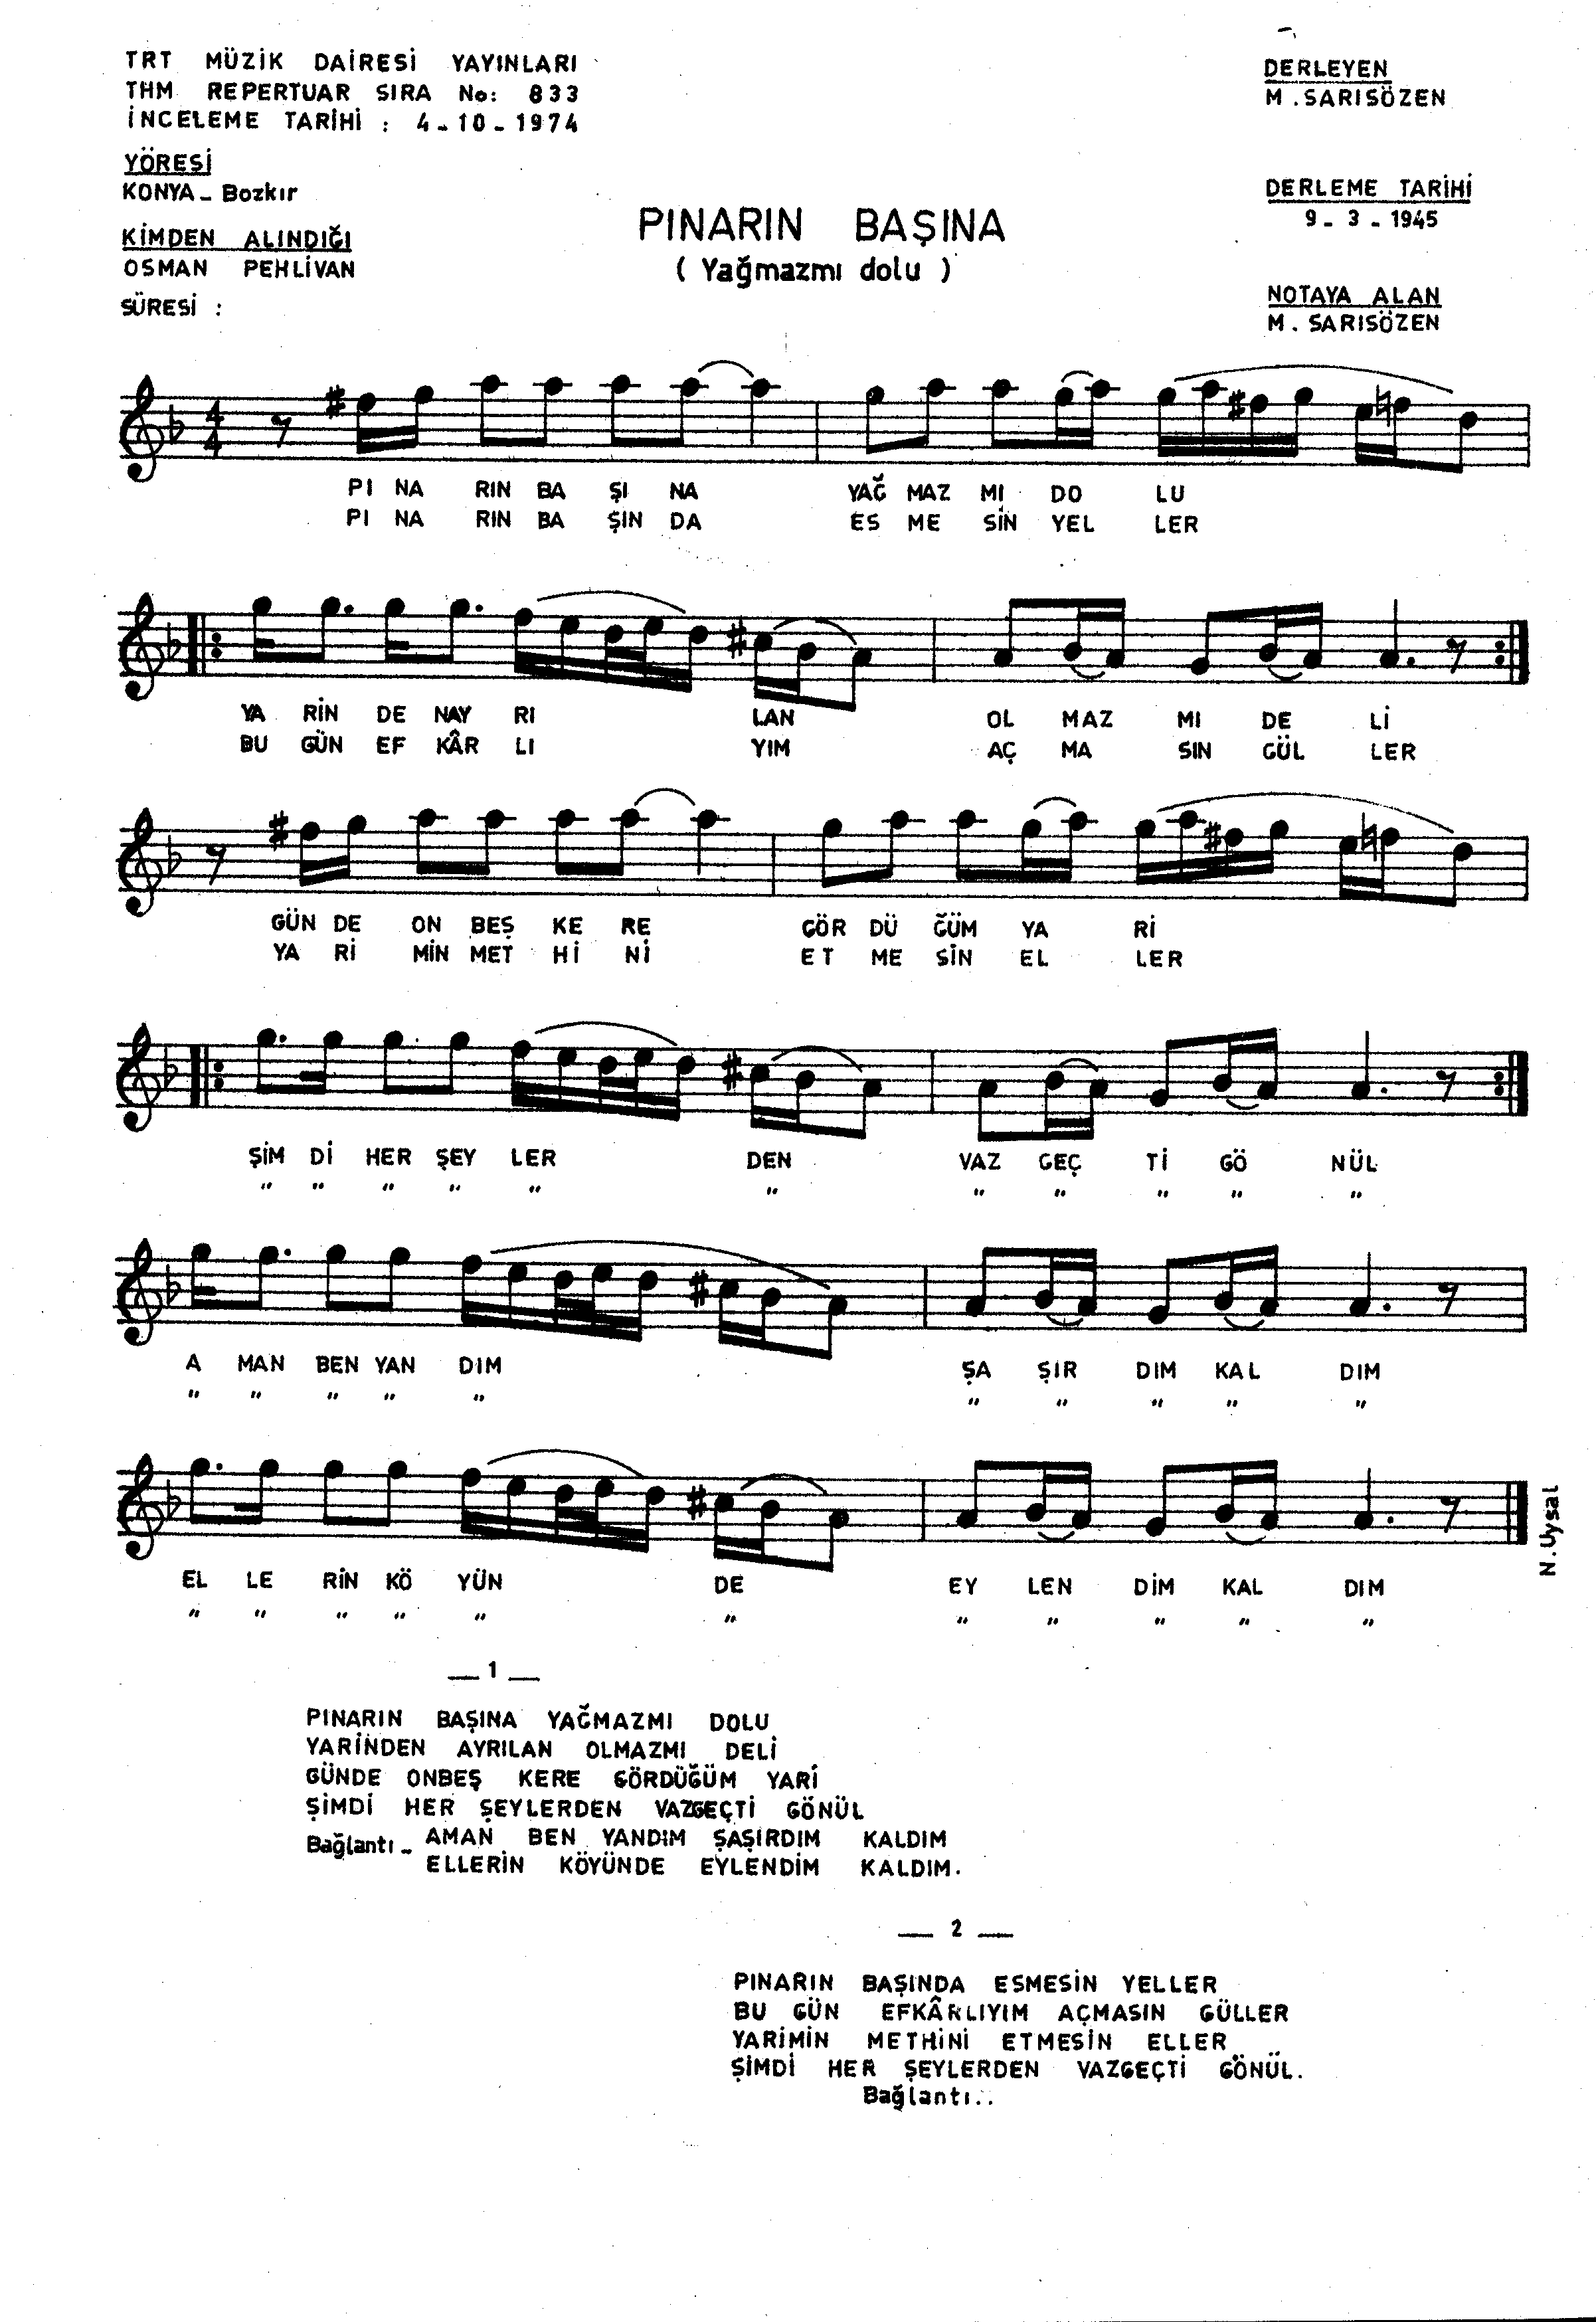 TRT MÜZİK DAİRESİ YAYINLARI
THM REPERTUAR SIRA No: 833
İNCELEME TARİHİ : 4-10-1974
YÖRESİ
KONYA - Bozkır
KİMDEN ALINDIĞI
OSMAN PEHLİVAN
SÜRESİ :
PINARIN BAŞINA
( Yağmazmı dolu )
DERLEYEN
M.SARISÖZEN
DERLEME TARİHİ
9-3-1945
NOTAYA ALAN
M. SARISÖZEN
4
4
PI NA RIN BA ŞI NA YAĞ MAZ MI DO LU
PI NA RIN BA ŞIN DA ES ME SİN YEL LER
YA RİN DE NAY RI LAN OL MAZ MI DE Lİ
BU GÜN EF KÂR LI YIM AÇ MA SIN GÜL LER
GÜN DE ON BEŞ KE RE GÖR DÜ ĞÜM YA Rİ
YA Rİ MİN MET Hİ Nİ ET ME SİN EL LER
ŞİM Dİ HER ŞEY LER DEN VAZ GEÇ Tİ GÖ NÜL
" " " " " " " " " " "
A MAN BEN YAN DIM ŞA ŞIR DIM KAL DIM
" " " " " " " " " "
EL LE RİN KÖ YÜN DE EY LEN DİM KAL DIM
" " " " " " " " " " "
N.Uysal
— 1 —
PINARIN BAŞINA YAĞMAZMI DOLU
YARİNDEN AYRILAN OLMAZMI DELİ
GÜNDE ONBEŞ KERE GÖRDÜĞÜM YARİ
ŞİMDİ HER ŞEYLERDEN VAZGEÇTİ GÖNÜL
Bağlantı - AMAN BEN YANDIM ŞAŞIRDIM KALDIM
ELLERİN KÖYÜNDE EYLENDİM KALDIM.
— 2 —
PINARIN BAŞINDA ESMESİN YELLER
BU GÜN EFKÂRLIYIM AÇMASIN GÜLLER
YARİMİN METHİNİ ETMESİN ELLER
ŞİMDİ HER ŞEYLERDEN VAZGEÇTİ GÖNÜL.
Bağlantı..